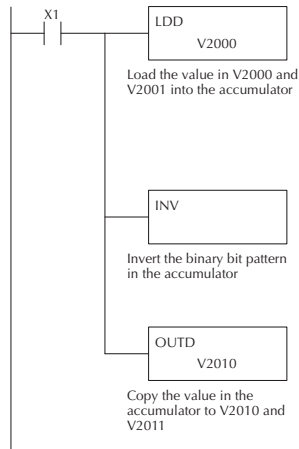 X1
LDD
V2000
Load the value in V2000 and
V2001 into the accumulator
INV
Invert the binary bit pattern
in the accumulator
OUTD
V2010
Copy the value in the
accumulator to V2010 and
V2011